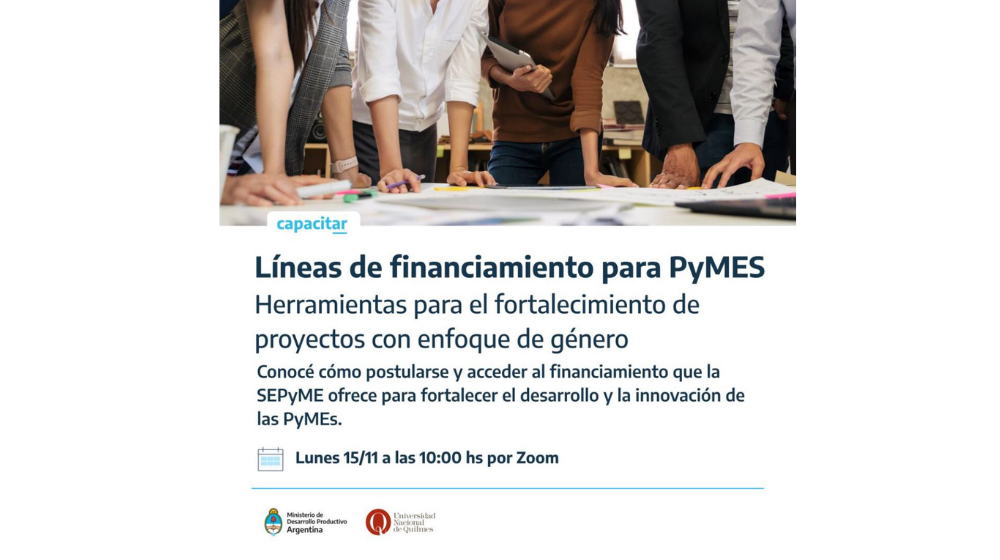 capacitar
Líneas de financiamiento para PyMES
Herramientas para el fortalecimiento de
proyectos con enfoque de género
Conocé cómo postularse y acceder al financiamiento que la
SEPyME ofrece para fortalecer el desarrollo y la innovación de
las PyMEs.
Lunes 15/11 a las 10:00 hs por Zoom
Ministerio de
Desarrollo Productivo
Argentina
Universidad
Nacional
de Quilmes